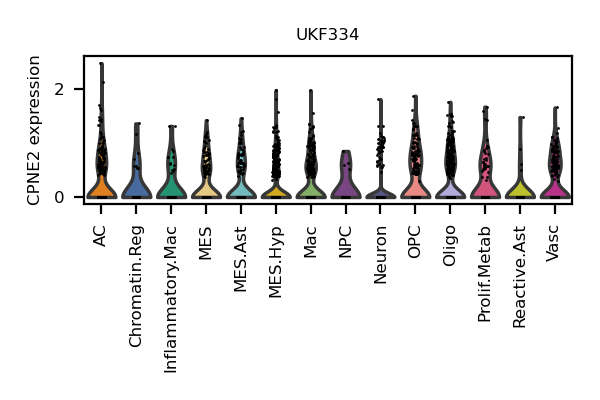 UKF334
CPNE2 expression
2
0
AC
Chromatin.Reg
Inflammatory.Mac
MES
MES.Ast
MES.Hyp
Mac
NPC
Neuron
OPC
Oligo
Prolif.Metab
Reactive.Ast
Vasc